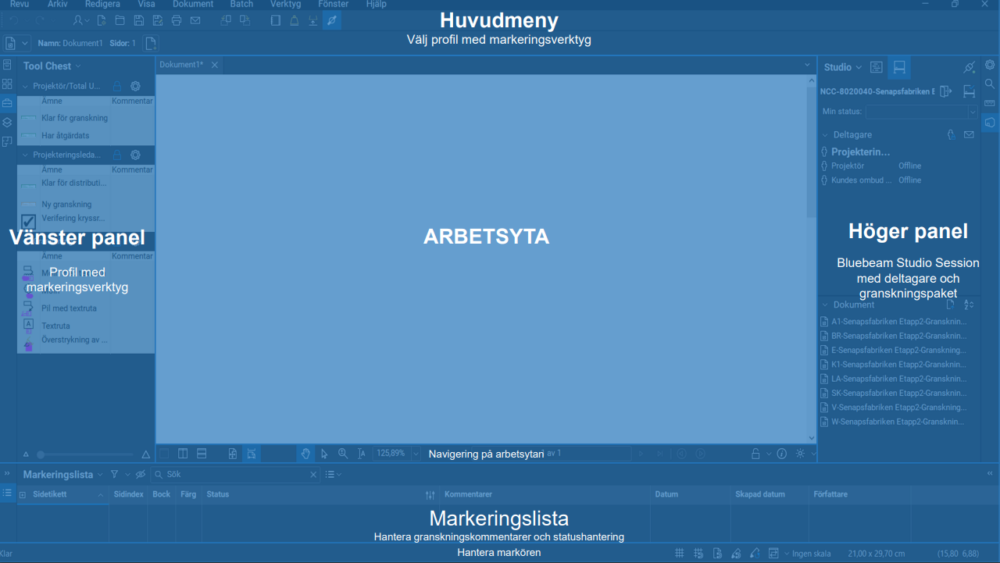 Revu Arkiv Redigera Visa Dokument Batch Verktyg Fönster Hjälp
Huvudmeny
Välj profil med markeringsverktyg
Namn: Dokument1 Sidor: 1
Tool Chest
Dokument1*
Studio
Projektör/Total U...
Ämne Kommentar
Klar för granskning
Har åtgärdats
Projekteringsleda...
Ämne Kommentar
Klar för distributi...
Ny granskning
Verifering kryssr...
Vänster panel
Ämne Kommentar
Profil med
markeringsverktyg
Pil med textruta
Textruta
Överstrykning av ...
ARBETSYTA
NCC-8020040-Senapsfabriken E
Min status:
Deltagare
Projekterin...
Projektör Offline
Kundes ombud ... Offline
Höger panel
Bluebeam Studio Session
med deltagare och
granskningspaket
Dokument
A1-Senapsfabriken Etapp2-Gransknin...
BR-Senapsfabriken Etapp2-Gransknin...
E-Senapsfabriken Etapp2-Granskning...
K1-Senapsfabriken Etapp2-Gransknin...
LA-Senapsfabriken Etapp2-Gransknin...
SK-Senapsfabriken Etapp2-Gransknin...
V-Senapsfabriken Etapp2-Granskning...
W-Senapsfabriken Etapp2-Gransknin...
125,89% Navigering på arbetsytan 1 av 1
Markeringslista Sök
Sidetikett Sidindex Bock Färg Status Kommentarer Datum Skapad datum Författare
Markeringslista
Hantera granskningskommentarer och statushantering
Klar Hantera markören Ingen skala 21,00 x 29,70 cm (15,80 6,88)